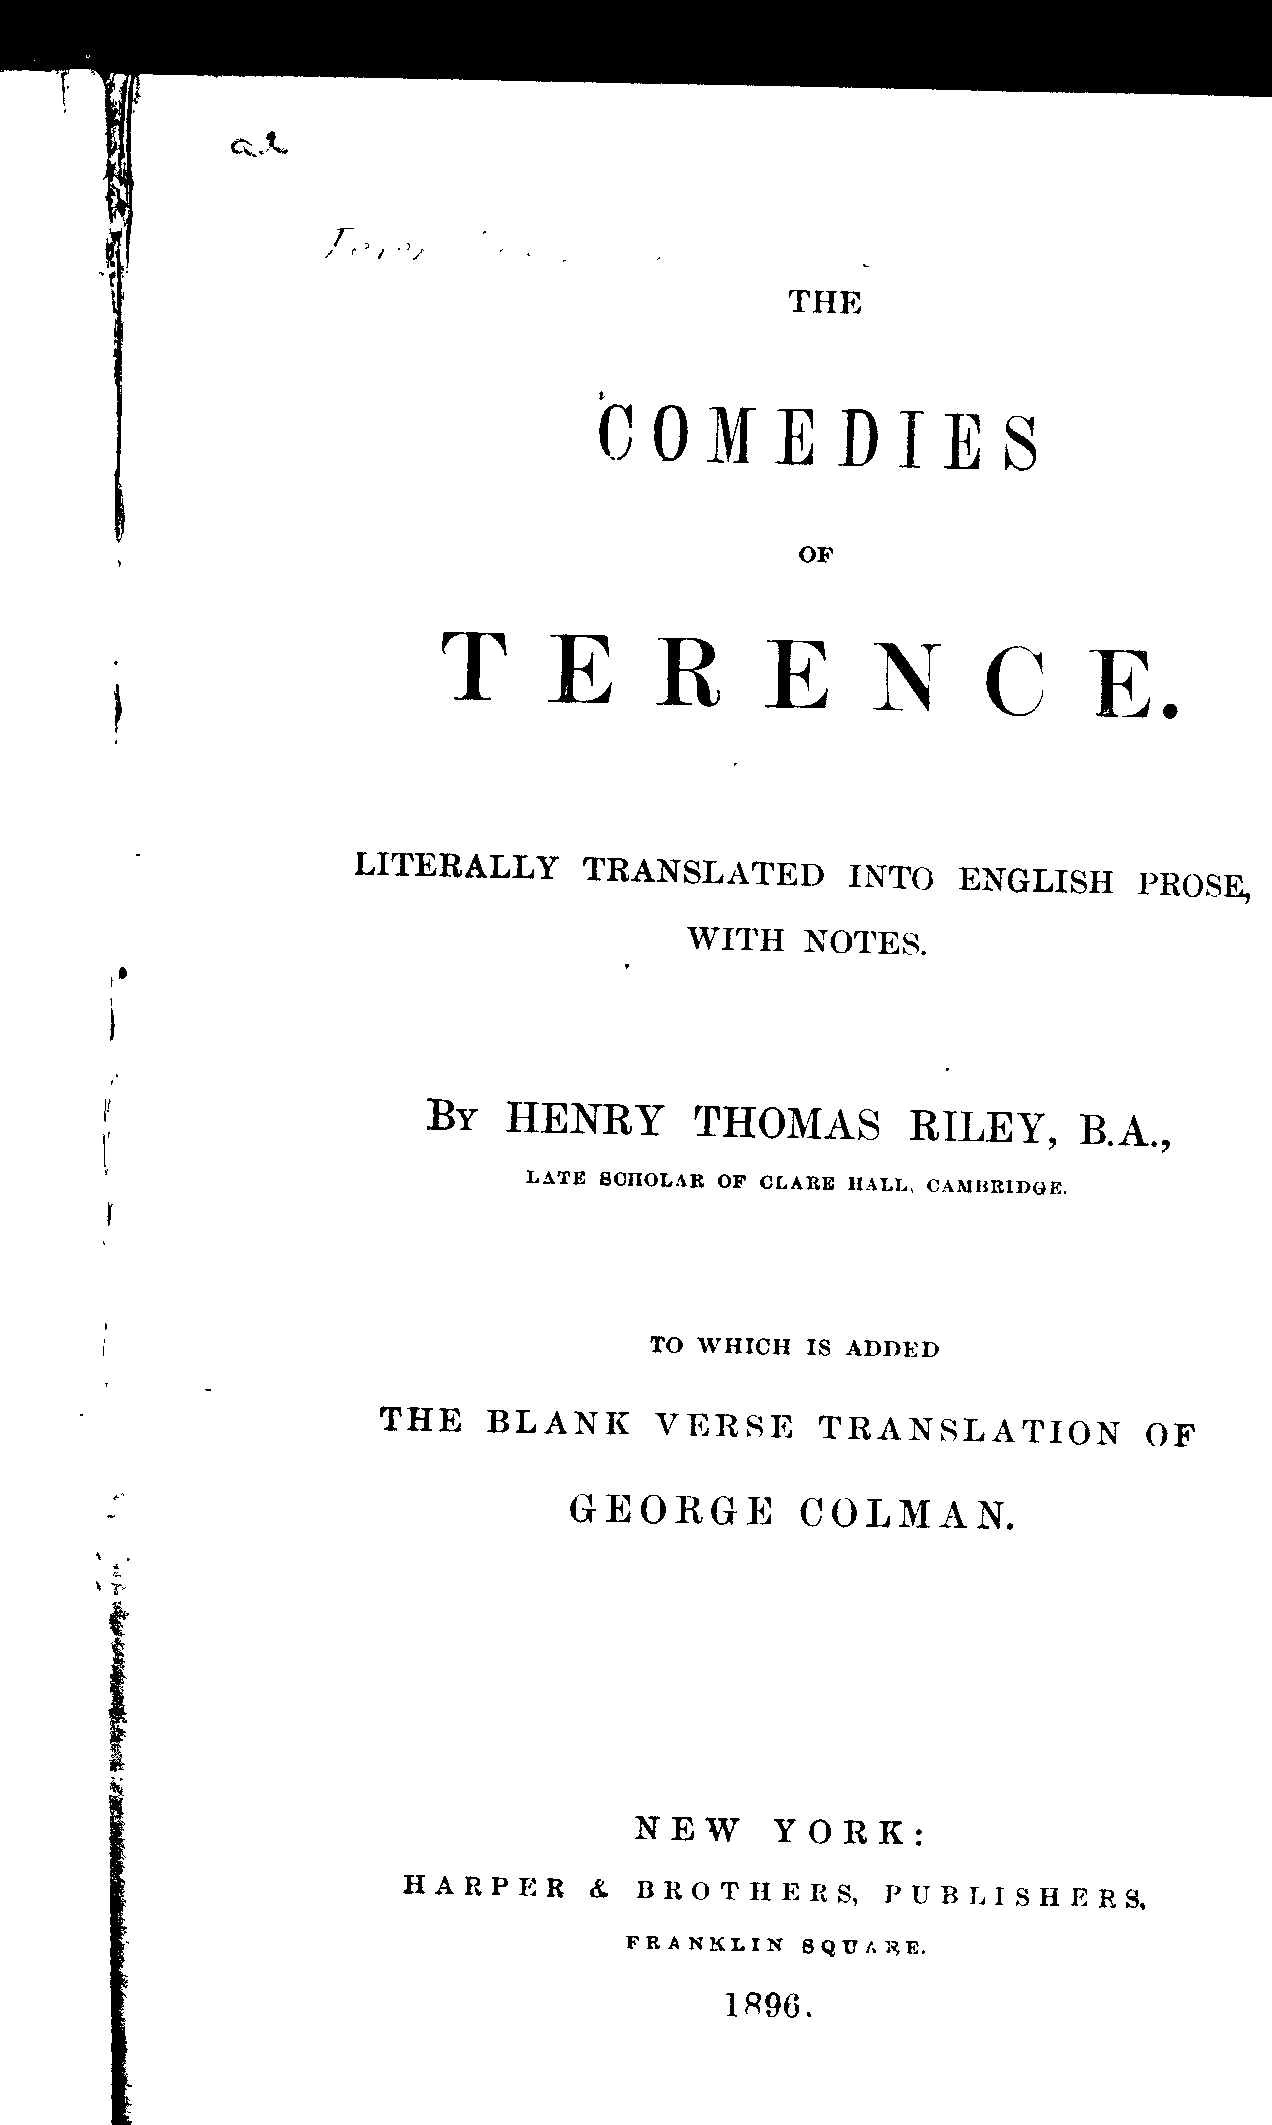 THE
COMEDIES
OF
TERENCE.
LITERALLY TRANSLATED INTO ENGLISH PROSE,
WITH NOTES.
BY HENRY THOMAS RILEY, B.A.,
LATE SCHOLAR OF CLARE HALL, CAMBRIDGE.
TO WHICH IS ADDED
THE BLANK VERSE TRANSLATION OF
GEORGE COLMAN.
NEW YORK:
HARPER & BROTHERS, PUBLISHERS,
FRANKLIN SQUARE.
1896.